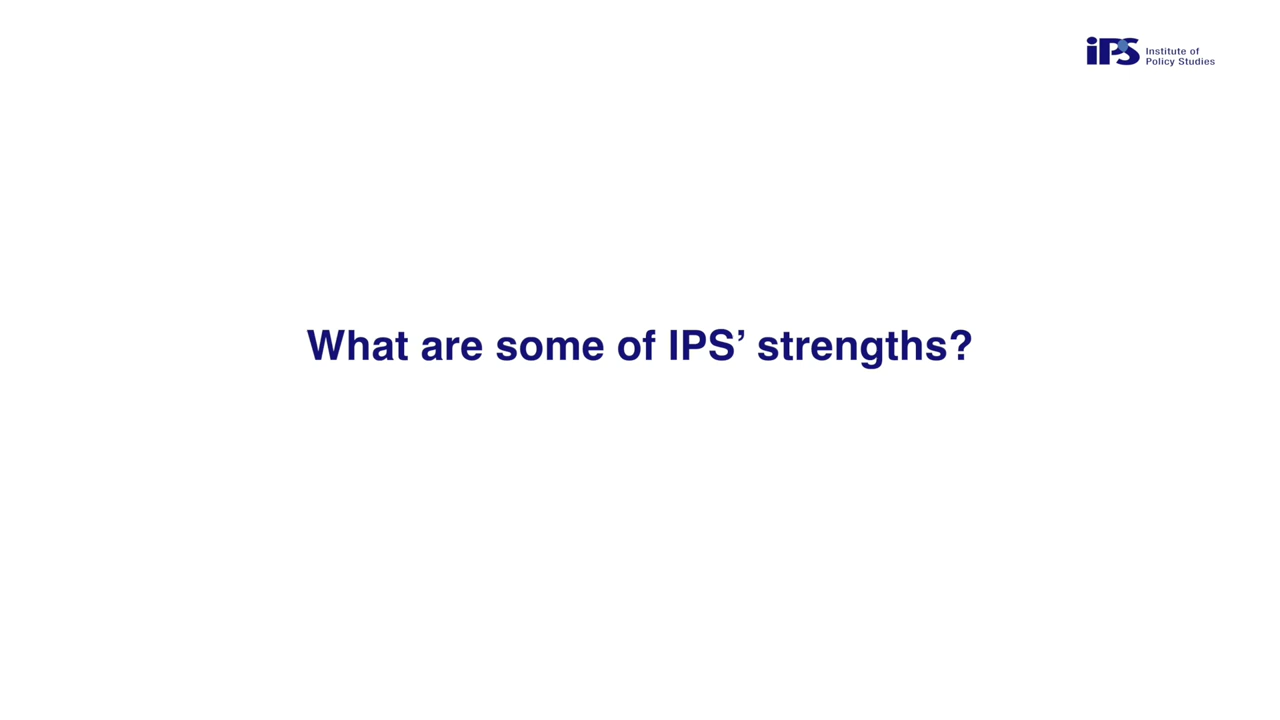 iPS Institute of
Policy Studies
What are some of IPS’ strengths?